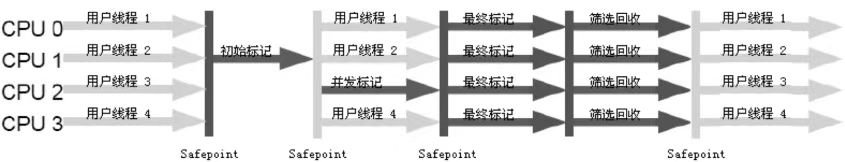 CPU 0 用户线程 1 用户线程 1 最终标记 筛选回收 用户线程 1
CPU 1 用户线程 2 初始标记 用户线程 2 最终标记 筛选回收 用户线程 2
CPU 2 用户线程 3 并发标记 最终标记 筛选回收 用户线程 3
CPU 3 用户线程 4 用户线程 4 最终标记 筛选回收 用户线程 4
Safepoint Safepoint Safepoint Safepoint